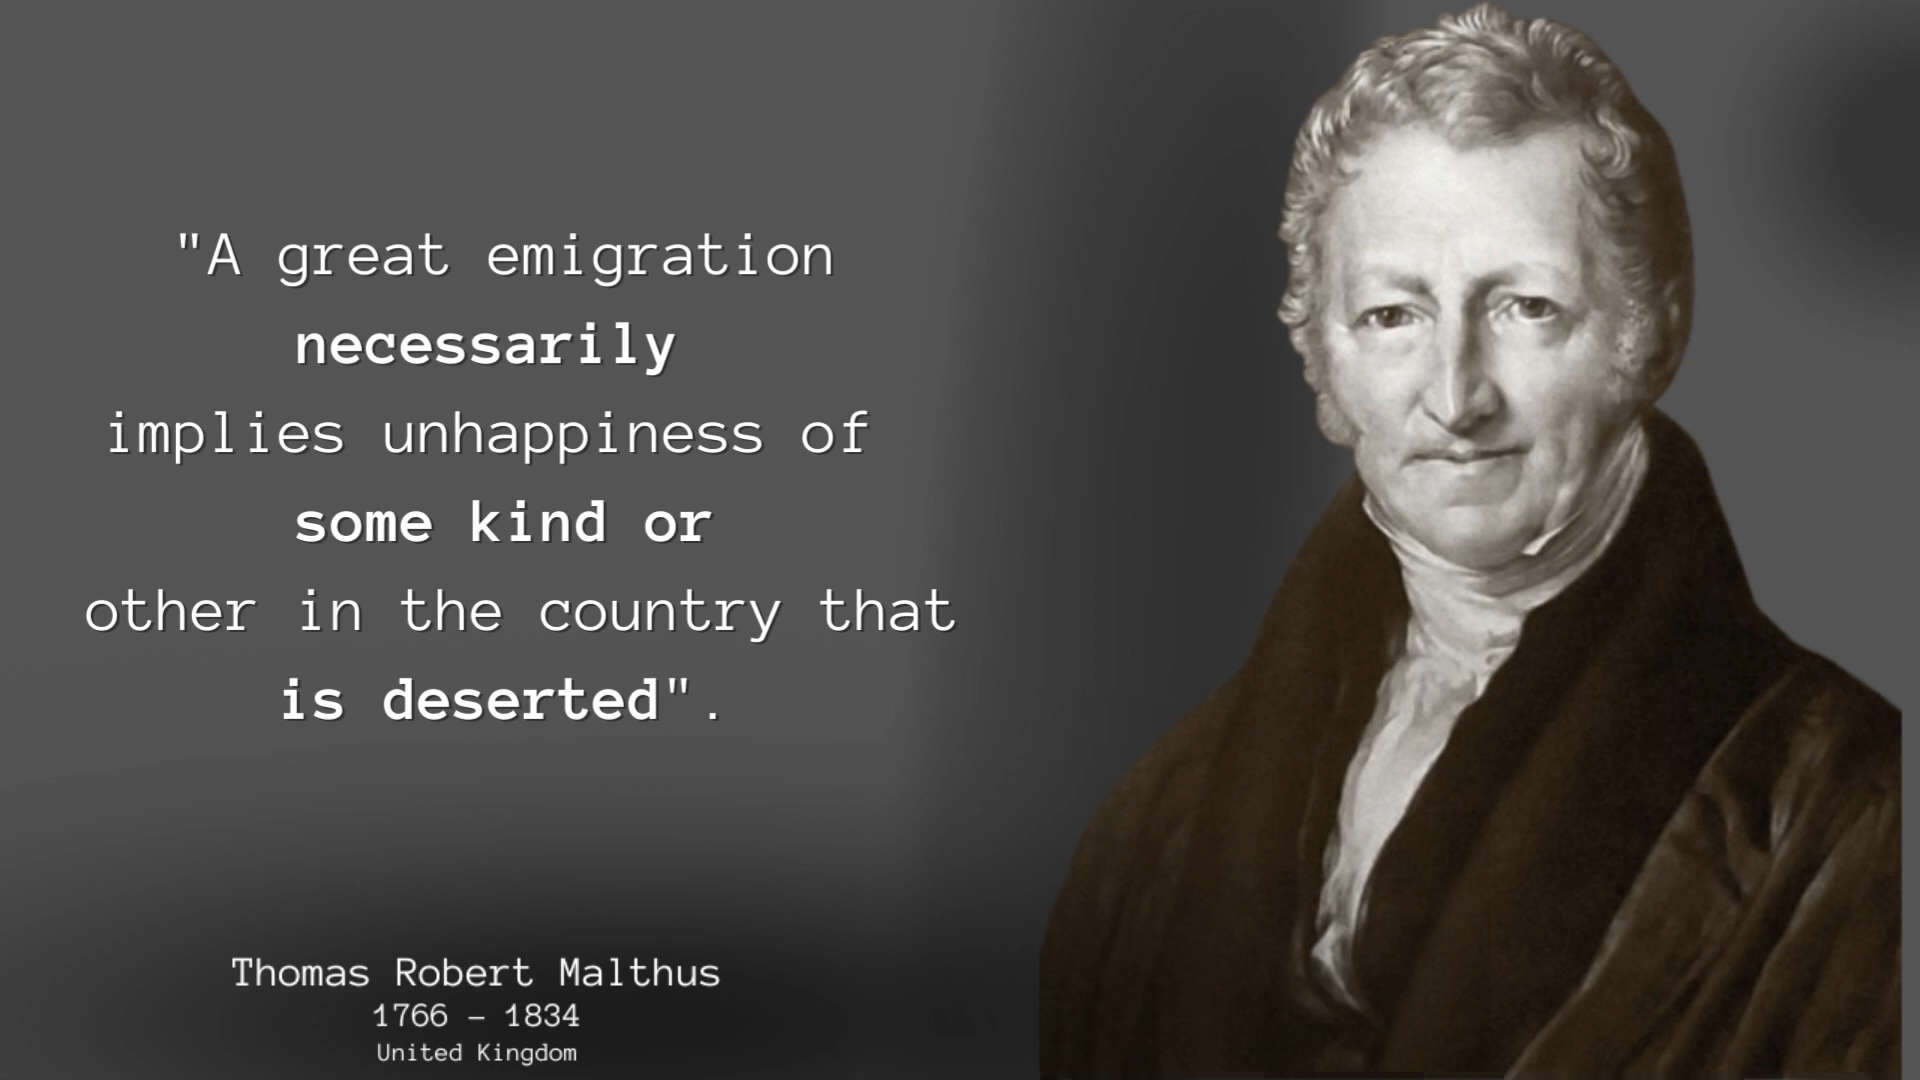 "A great emigration
necessarily
implies unhappiness of
some kind or
other in the country that
is deserted".
Thomas Robert Malthus
1766 – 1834
United Kingdom